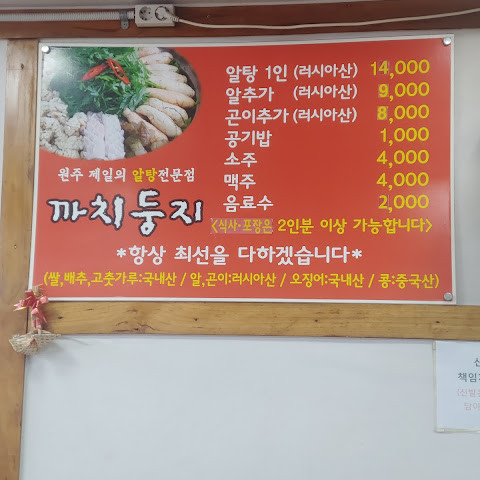 알탕 1인 (러시아산) 14,000
알추가 (러시아산) 9,000
곤이추가 (러시아산) 8,000
공기밥 1,000
소주 4,000
맥주 4,000
음료수 2,000
<식사·포장은 2인분 이상 가능합니다>
원주 제일의 알탕전문점
까치둥지
*항상 최선을 다하겠습니다*
(쌀,배추,고춧가루:국내산 / 알,곤이:러시아산 / 오징어:국내산 / 콩:중국산)
책임